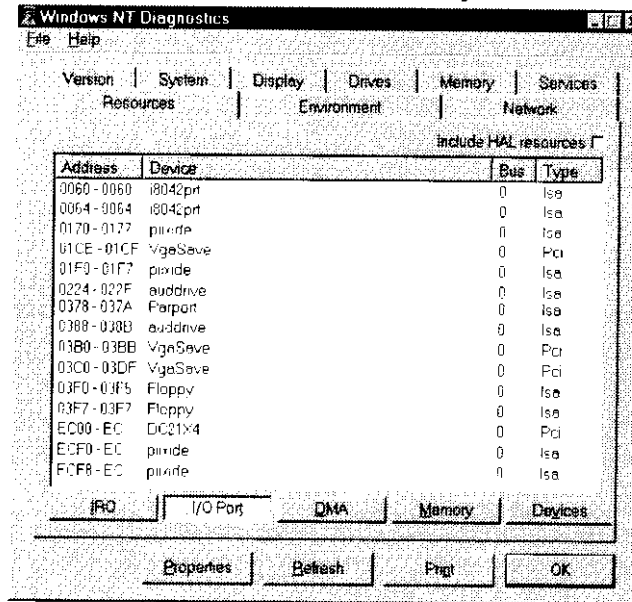 Windows NT Diagnostics
File Help
Version System Display Drives Memory Services
Resources Environment Network
Include HAL resources
Address Device Bus Type
0060 - 0060 i8042prt 0 Isa
0064 - 0064 i8042prt 0 Isa
0170 - 0177 piixide 0 Isa
01CE - 01CF VgaSave 0 Pci
01F0 - 01F7 piixide 0 Isa
0224 - 022F auddrive 0 Isa
0378 - 037A Parport 0 Isa
0388 - 038B auddrive 0 Isa
03B0 - 03BB VgaSave 0 Pci
03C0 - 03DF VgaSave 0 Pci
03F0 - 03F5 Floppy 0 Isa
03F7 - 03F7 Floppy 0 Isa
EC00 - EC DC21X4 0 Pci
ECF0 - EC piixide 0 Isa
ECF8 - EC piixide 0 Isa
IRQ I/O Port DMA Memory Devices
Properties Refresh Print OK